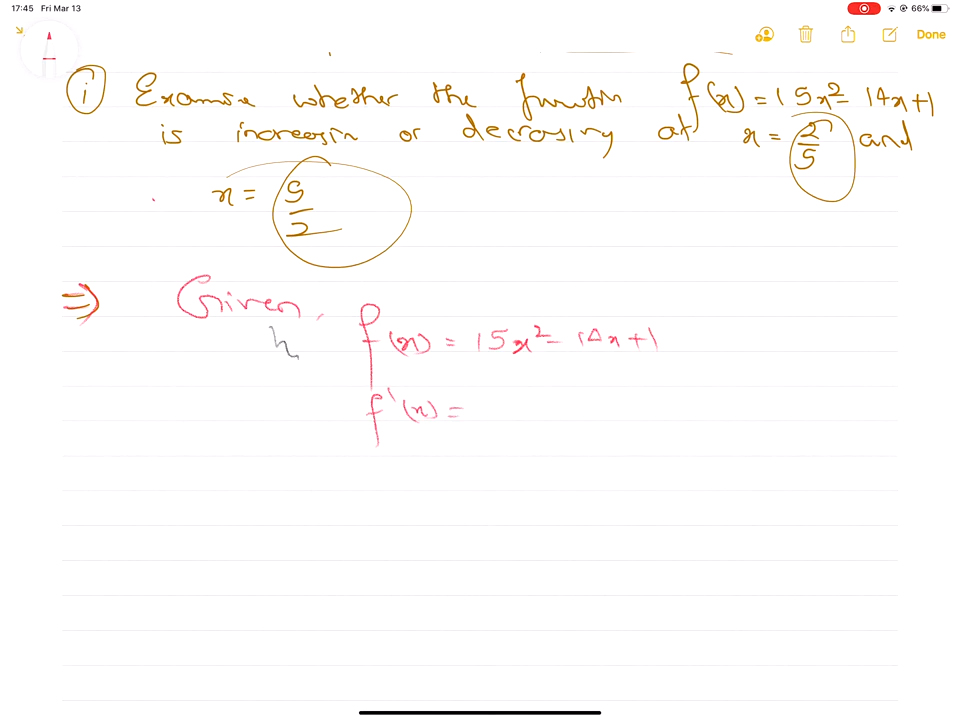 17:45 Fri Mar 13 66%
Done
i Examine whether the function f(x) = 15x² - 14x + 1
is increasin or decreasing at x = 2/5 and
x = 5/2
⇒ Given, f(x) = 15x² - 14x + 1
h
f'(x) =